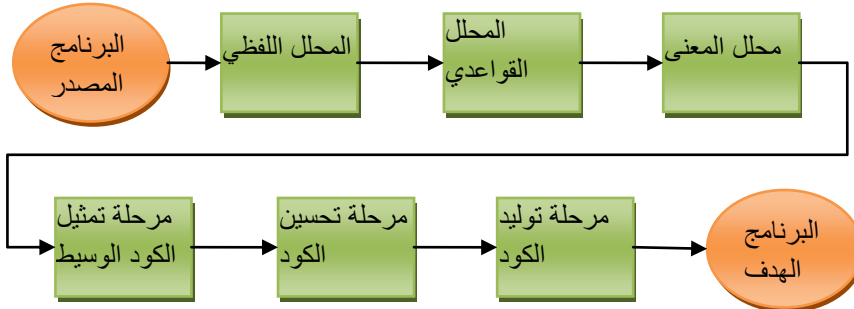 البرنامج
المصدر
المحلل اللفظي
المحلل
القواعدي
محلل المعنى
مرحلة تمثيل
الكود الوسيط
مرحلة تحسين
الكود
مرحلة توليد
الكود
البرنامج
الهدف